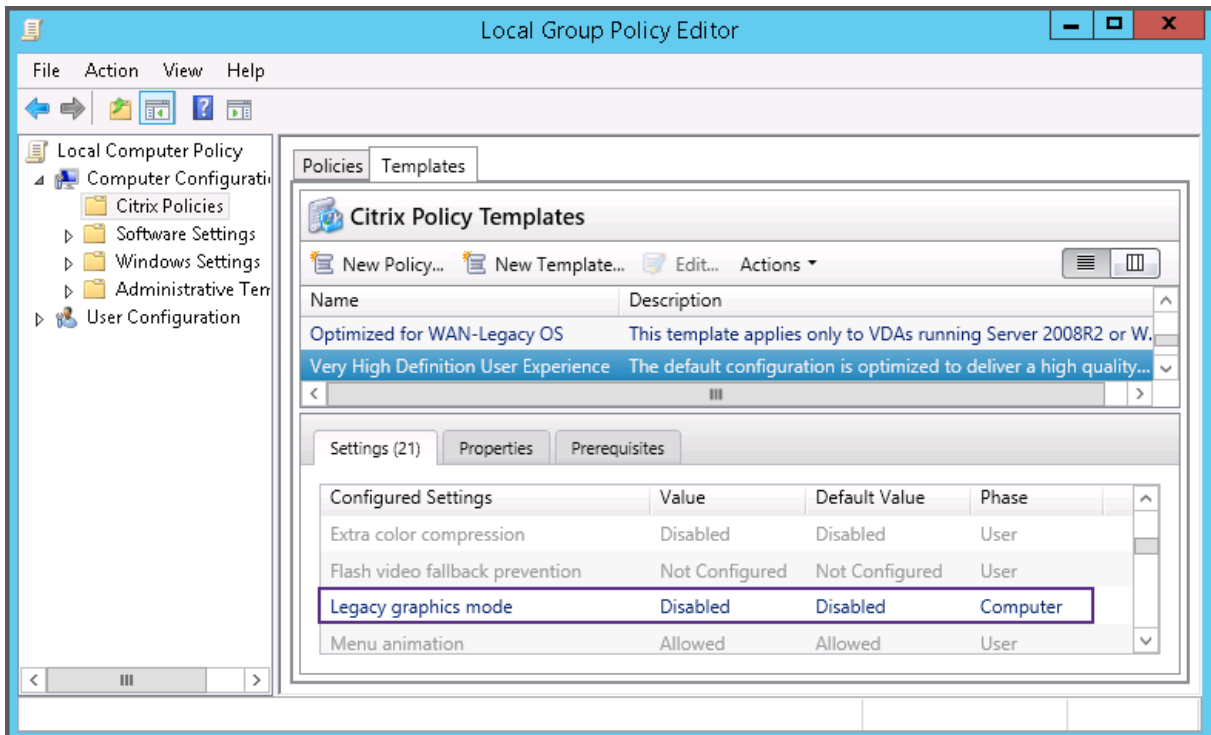 Local Group Policy Editor
File Action View Help
Local Computer Policy
Computer Configurati
Citrix Policies
Software Settings
Windows Settings
Administrative Tem
User Configuration
Policies Templates
Citrix Policy Templates
New Policy... New Template... Edit... Actions
Name Description
Optimized for WAN-Legacy OS This template applies only to VDAs running Server 2008R2 or W.
Very High Definition User Experience The default configuration is optimized to deliver a high quality...
Settings (21) Properties Prerequisites
Configured Settings Value Default Value Phase
Extra color compression Disabled Disabled User
Flash video fallback prevention Not Configured Not Configured User
Legacy graphics mode Disabled Disabled Computer
Menu animation Allowed Allowed User